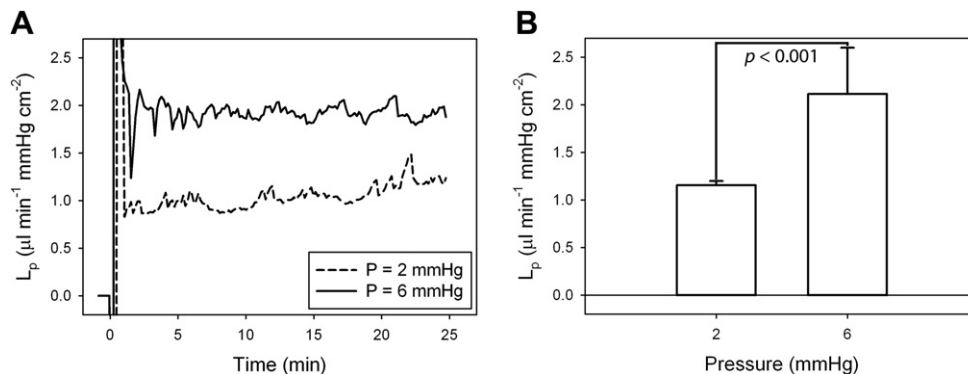 A
2.5
2.0
1.5
1.0
0.5
0.0
Lp (µl min-1 mmHg cm-2)
P = 2 mmHg
P = 6 mmHg
0
5
10
15
20
25
Time (min)
B
2.5
2.0
1.5
1.0
0.5
0.0
Lp (µl min-1 mmHg cm-2)
p < 0.001
2
6
Pressure (mmHg)